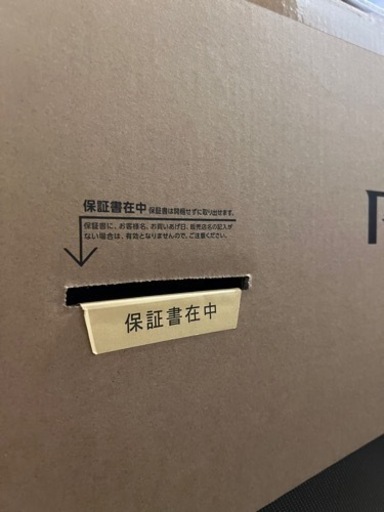 保証書在中 保証書は開梱せずに取り出せます。
保証書に、お客様名、お買いあげ日、販売店名の記入が
ない場合は、有効となりませんので、ご注意ください。
保証書在中